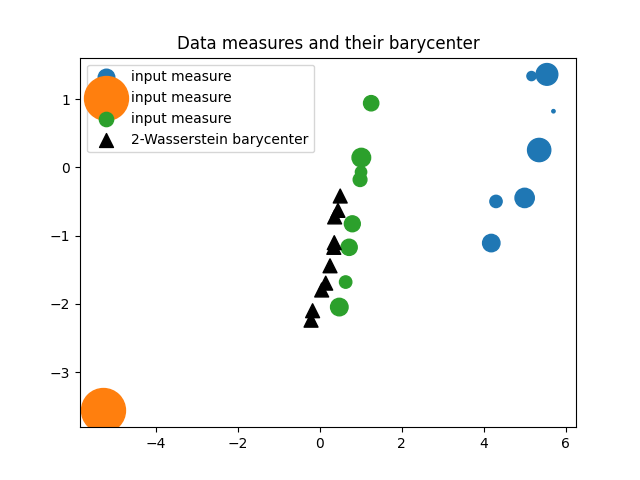 Data measures and their barycenter
input measure
input measure
input measure
2-Wasserstein barycenter
1
0
−1
−2
−3
−4
−2
0
2
4
6